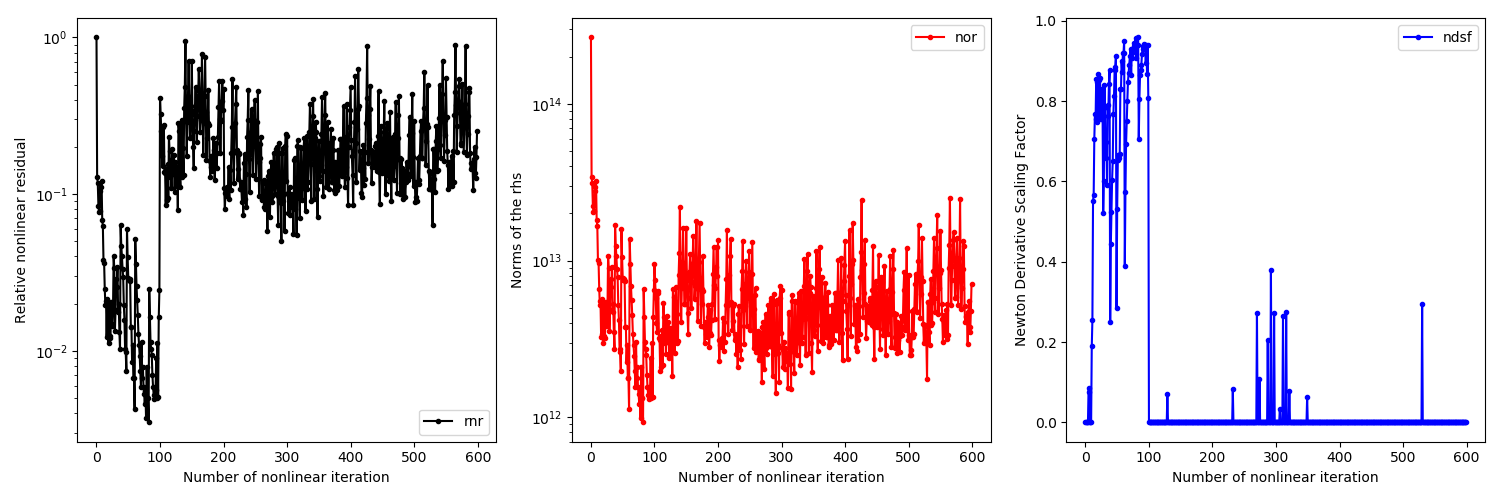 Relative nonlinear residual
10⁰
10⁻¹
10⁻²
0 100 200 300 400 500 600
Number of nonlinear iteration
rnr
Norms of the rhs
10¹⁴
10¹³
10¹²
0 100 200 300 400 500 600
Number of nonlinear iteration
nor
Newton Derivative Scaling Factor
1.0
0.8
0.6
0.4
0.2
0.0
0 100 200 300 400 500 600
Number of nonlinear iteration
ndsf